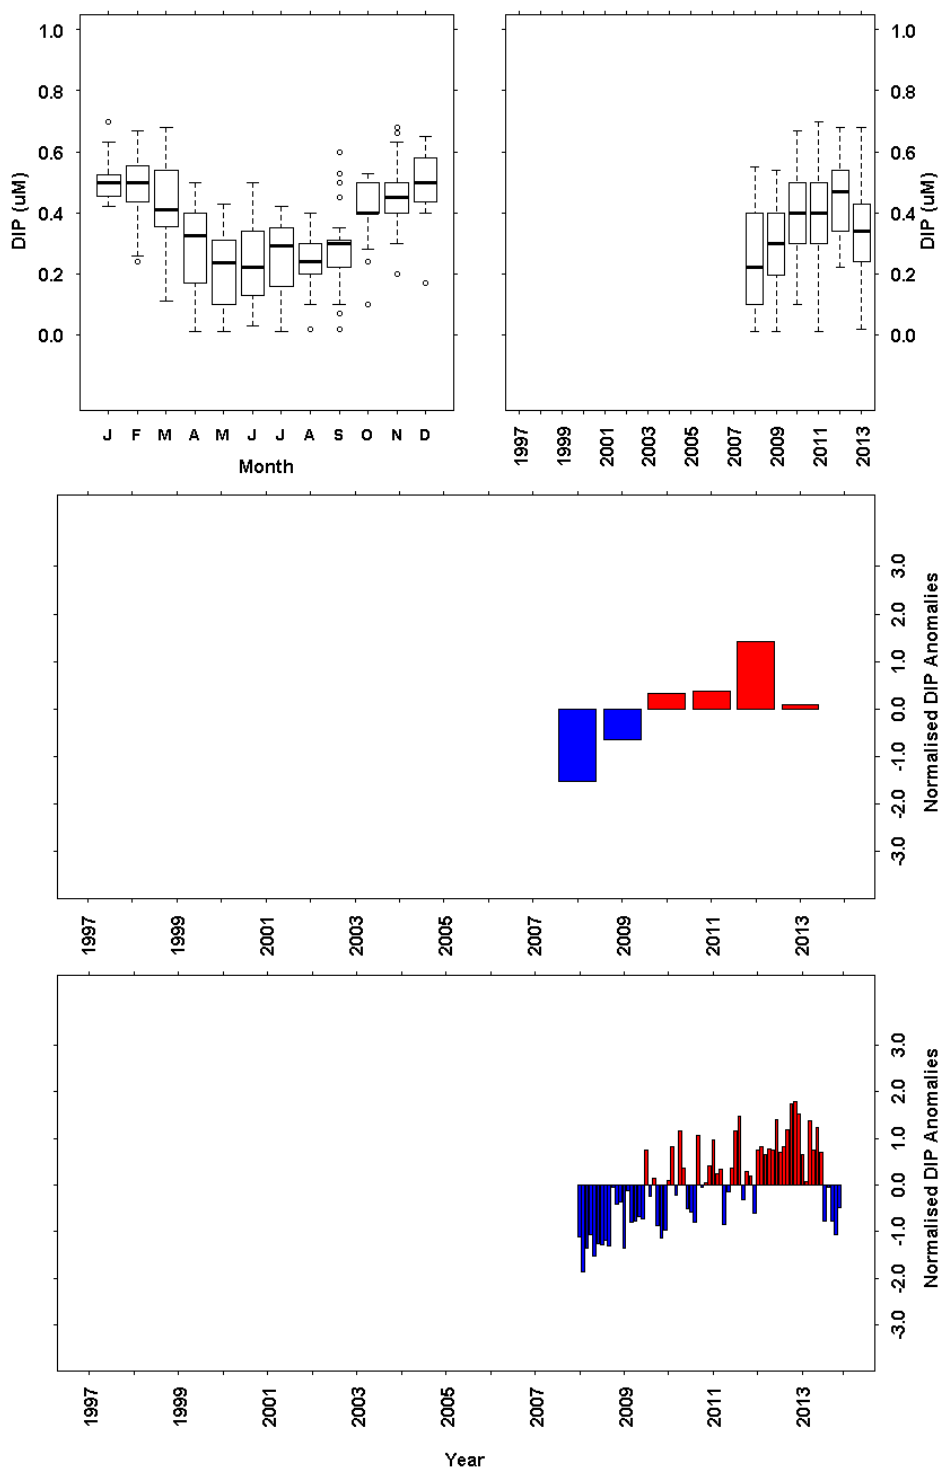 1.0 1.0
0.8 0.8
0.6 0.6
DIP (uM) DIP (uM)
0.4 0.4
0.2 0.2
0.0 0.0
J F M A M J J A S O N D
Month
1997 1999 2001 2003 2005 2007 2009 2011 2013
3.0
2.0
1.0
0.0
-1.0
-2.0
-3.0
Normalised DIP Anomalies
1997 1999 2001 2003 2005 2007 2009 2011 2013
3.0
2.0
1.0
0.0
-1.0
-2.0
-3.0
Normalised DIP Anomalies
1997 1999 2001 2003 2005 2007 2009 2011 2013
Year